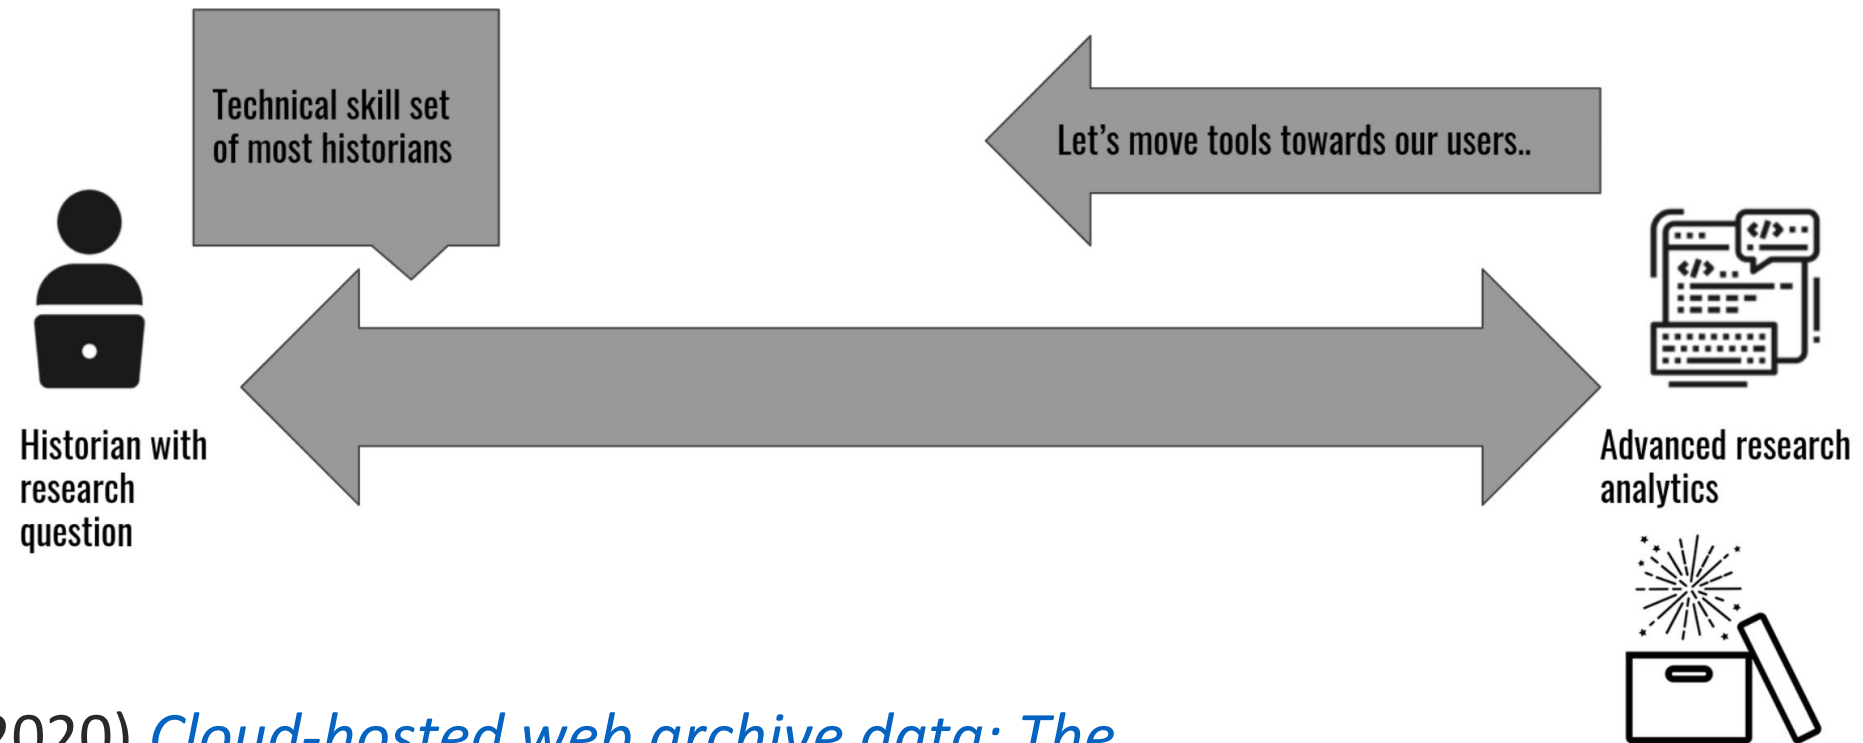 Technical skill set
of most historians
Let's move tools towards our users..
</> ..
</> ..
Historian with
research
question
Advanced research
analytics
2020) Cloud-hosted web archive data: The